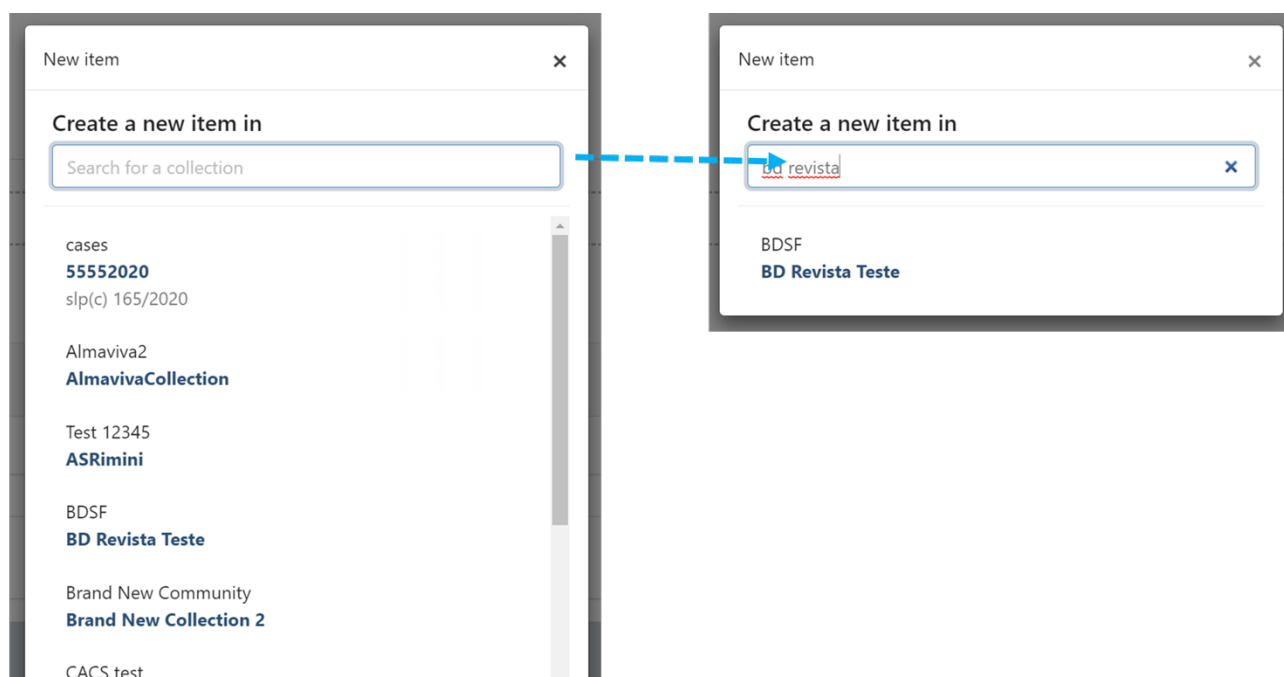 New item
×
Create a new item in
Search for a collection
cases
55552020
slp(c) 165/2020
Almaviva2
AlmavivaCollection
Test 12345
ASRimini
BDSF
BD Revista Teste
Brand New Community
Brand New Collection 2
CACS test
New item
×
Create a new item in
bd revista
×
BDSF
BD Revista Teste